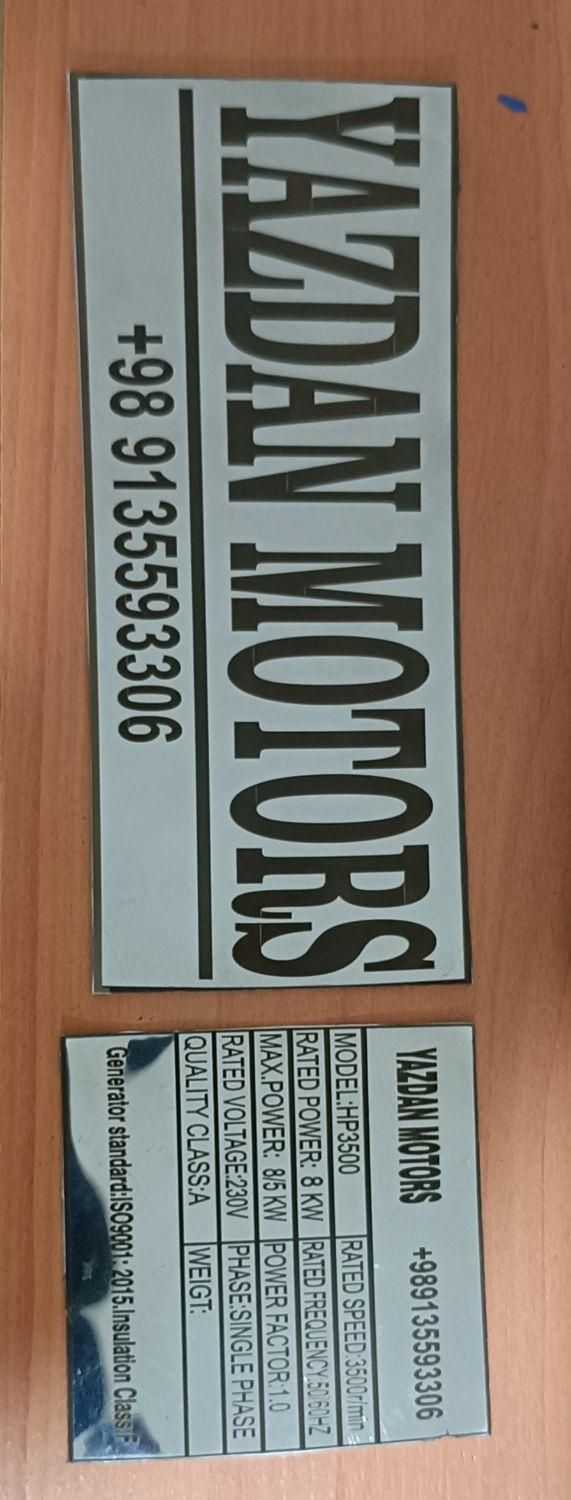 YAZDAN MOTORS
+98 9135593306
YAZDAN MOTORS +989135593306
MODEL:HP3500 RATED SPEED:3500r/min
RATED POWER: 8 KW RATED FREQUENCY:50/60HZ
MAX.POWER: 8/5 KW POWER FACTOR:1.0
RATED VOLTAGE:230V PHASE:SINGLE PHASE
QUALITY CLASS:A WEIGT:
Generator standard:ISO9001: 2015.Insulation Class:F